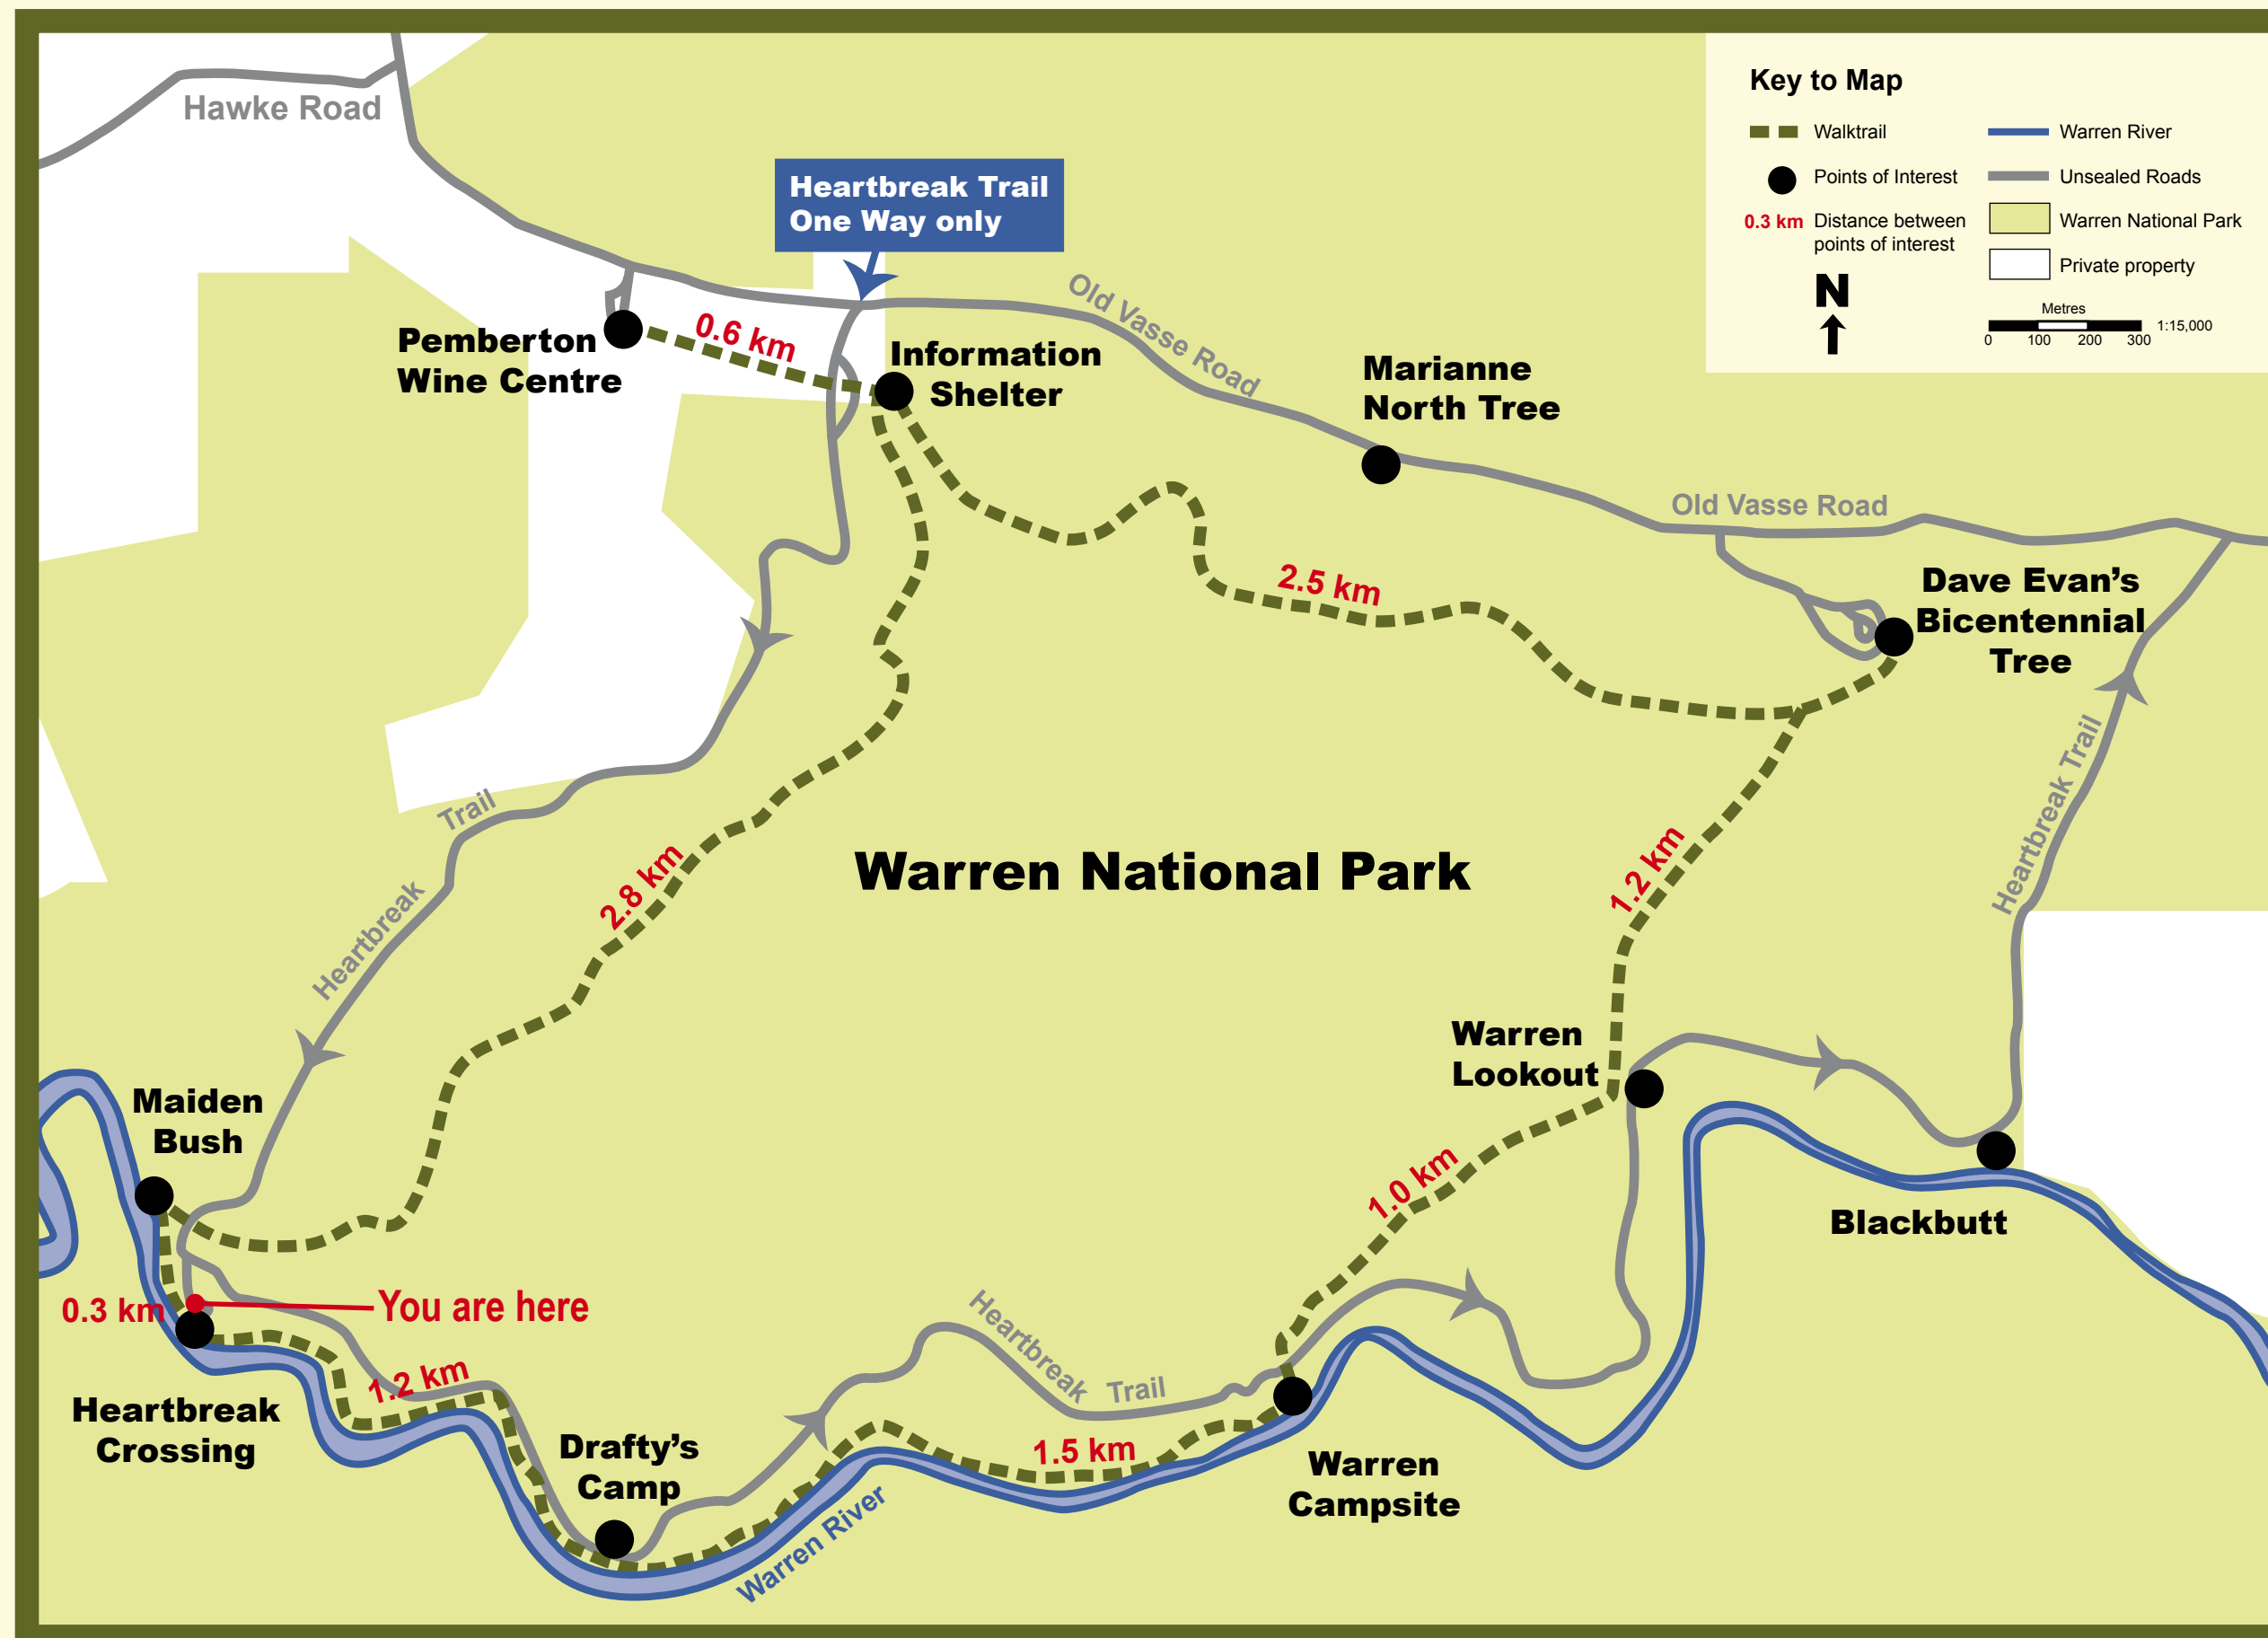 Key to Map
Walktrail
Warren River
Points of Interest
Unsealed Roads
0.3 km
Distance between
points of interest
Warren National Park
Private property
N
Metres
0 100 200 300
1:15,000
Hawke Road
Heartbreak Trail
One Way only
Old Vasse Road
Pemberton
Wine Centre
0.6 km
Information
Shelter
Marianne
North Tree
Old Vasse Road
2.5 km
Dave Evan’s
Bicentennial
Tree
Heartbreak Trail
Trail
Heartbreak
2.8 km
Warren National Park
1.2 km
Warren
Lookout
Maiden
Bush
1.0 km
Blackbutt
0.3 km
You are here
Heartbreak
Trail
1.2 km
Heartbreak
Crossing
Drafty’s
Camp
1.5 km
Warren
Campsite
Warren River